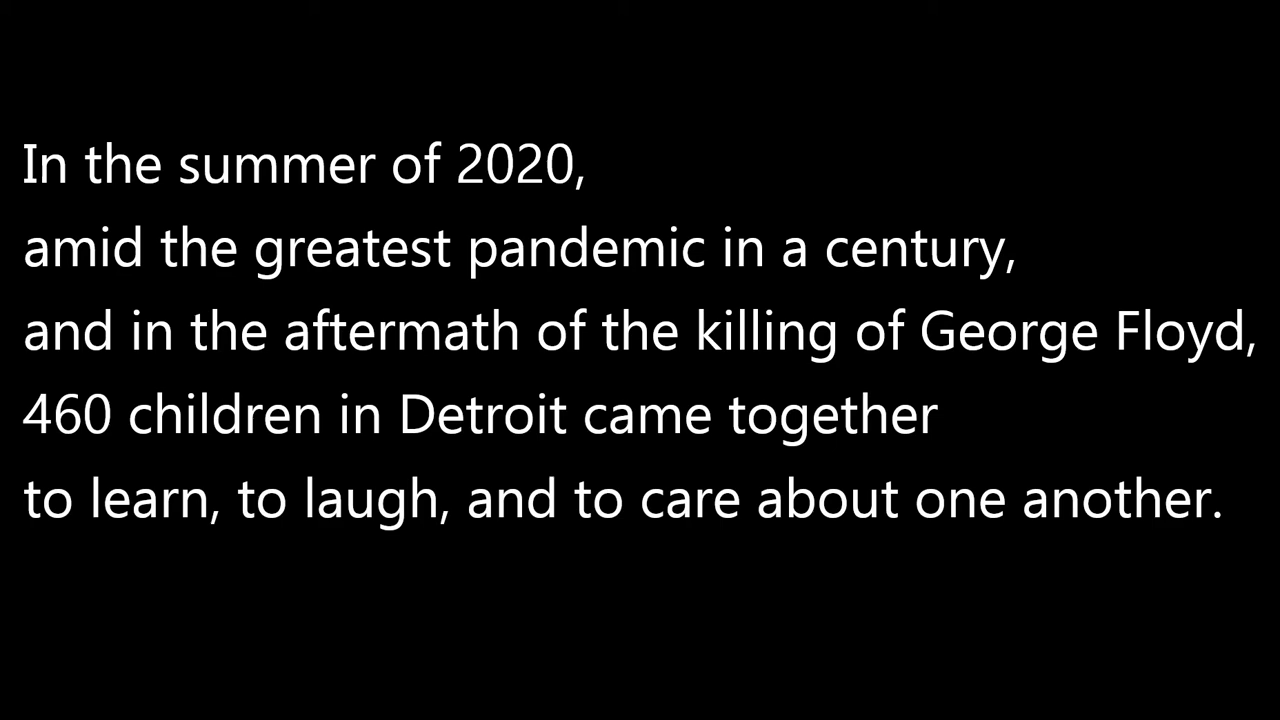 In the summer of 2020,
amid the greatest pandemic in a century,
and in the aftermath of the killing of George Floyd,
460 children in Detroit came together
to learn, to laugh, and to care about one another.